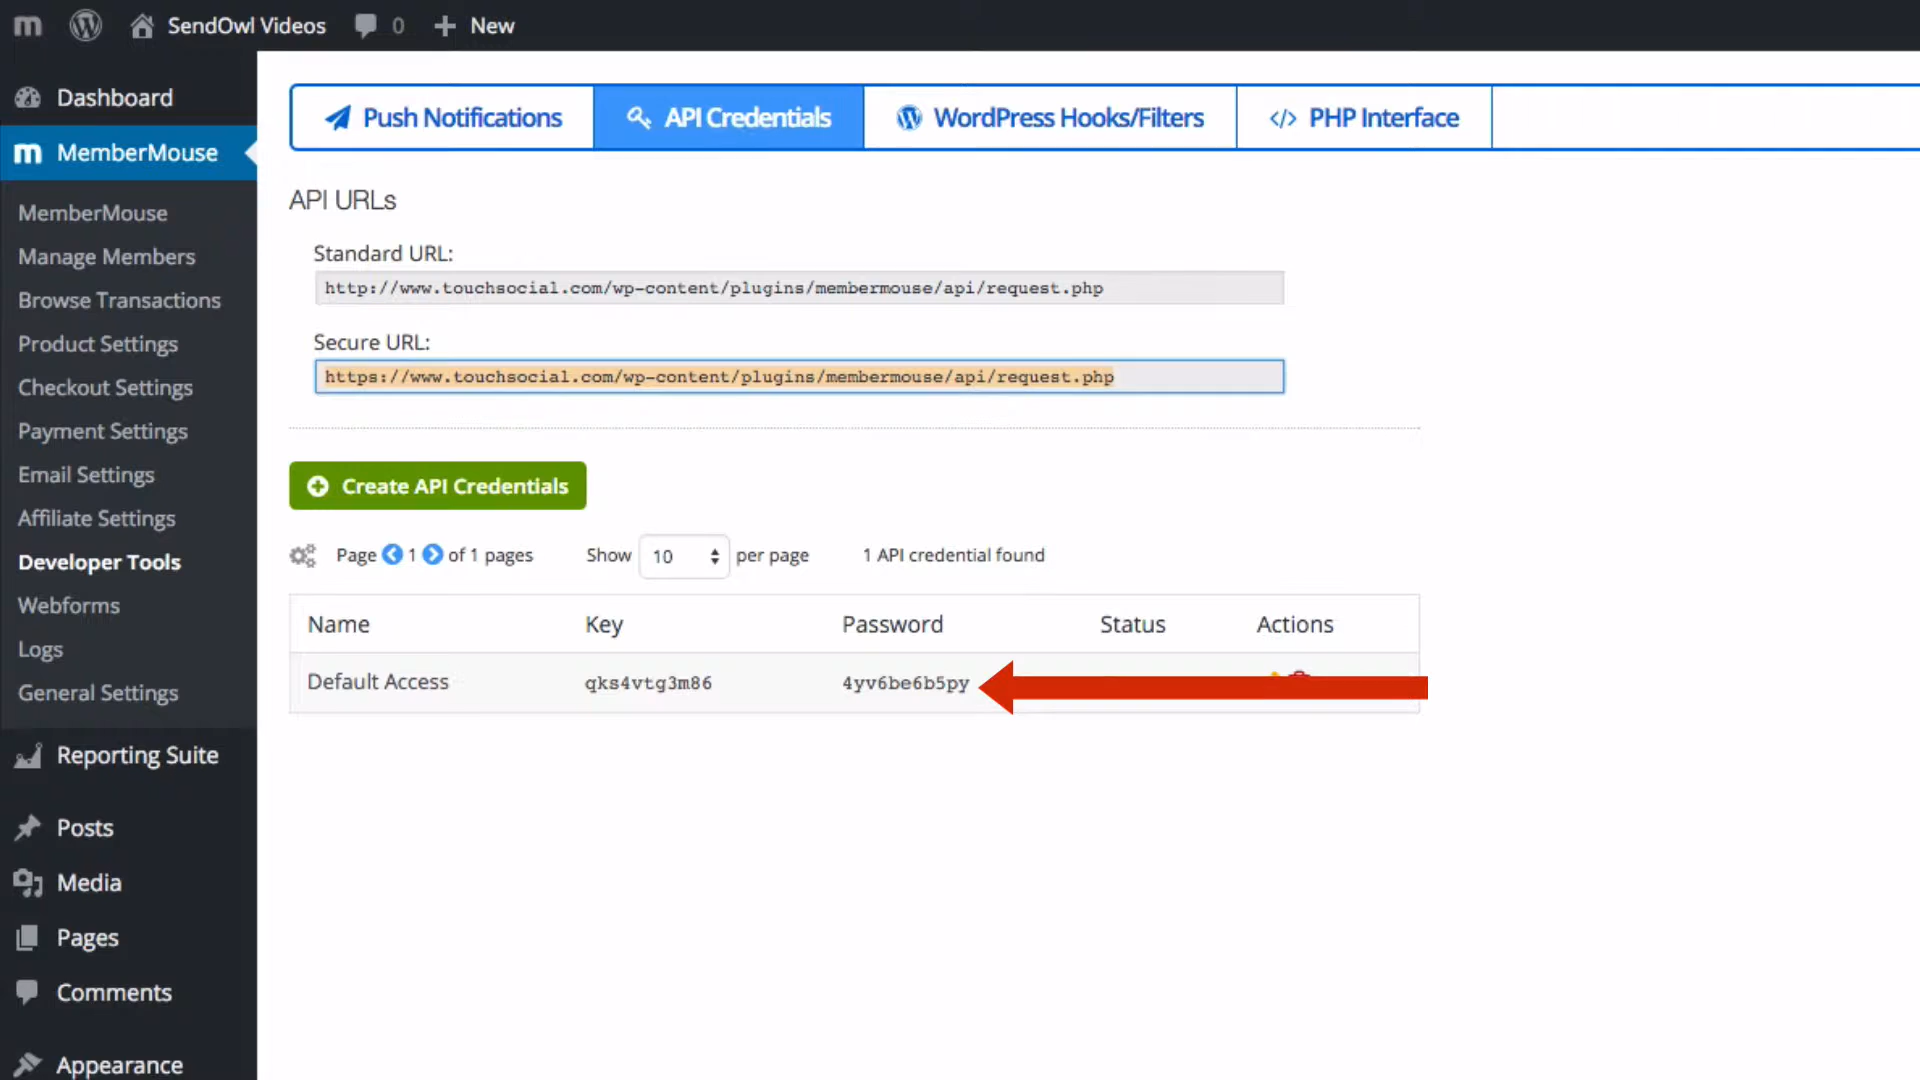 SendOwl Videos 0 New
Dashboard
MemberMouse
MemberMouse
Manage Members
Browse Transactions
Product Settings
Checkout Settings
Payment Settings
Email Settings
Affiliate Settings
Developer Tools
Webforms
Logs
General Settings
Reporting Suite
Posts
Media
Pages
Comments
Appearance
Push Notifications API Credentials WordPress Hooks/Filters </> PHP Interface
API URLs
Standard URL:
http://www.touchsocial.com/wp-content/plugins/membermouse/api/request.php
Secure URL:
https://www.touchsocial.com/wp-content/plugins/membermouse/api/request.php
Create API Credentials
Page 1 of 1 pages Show 10 per page 1 API credential found
Name Key Password Status Actions
Default Access qks4vtg3m86 4yv6be6b5py